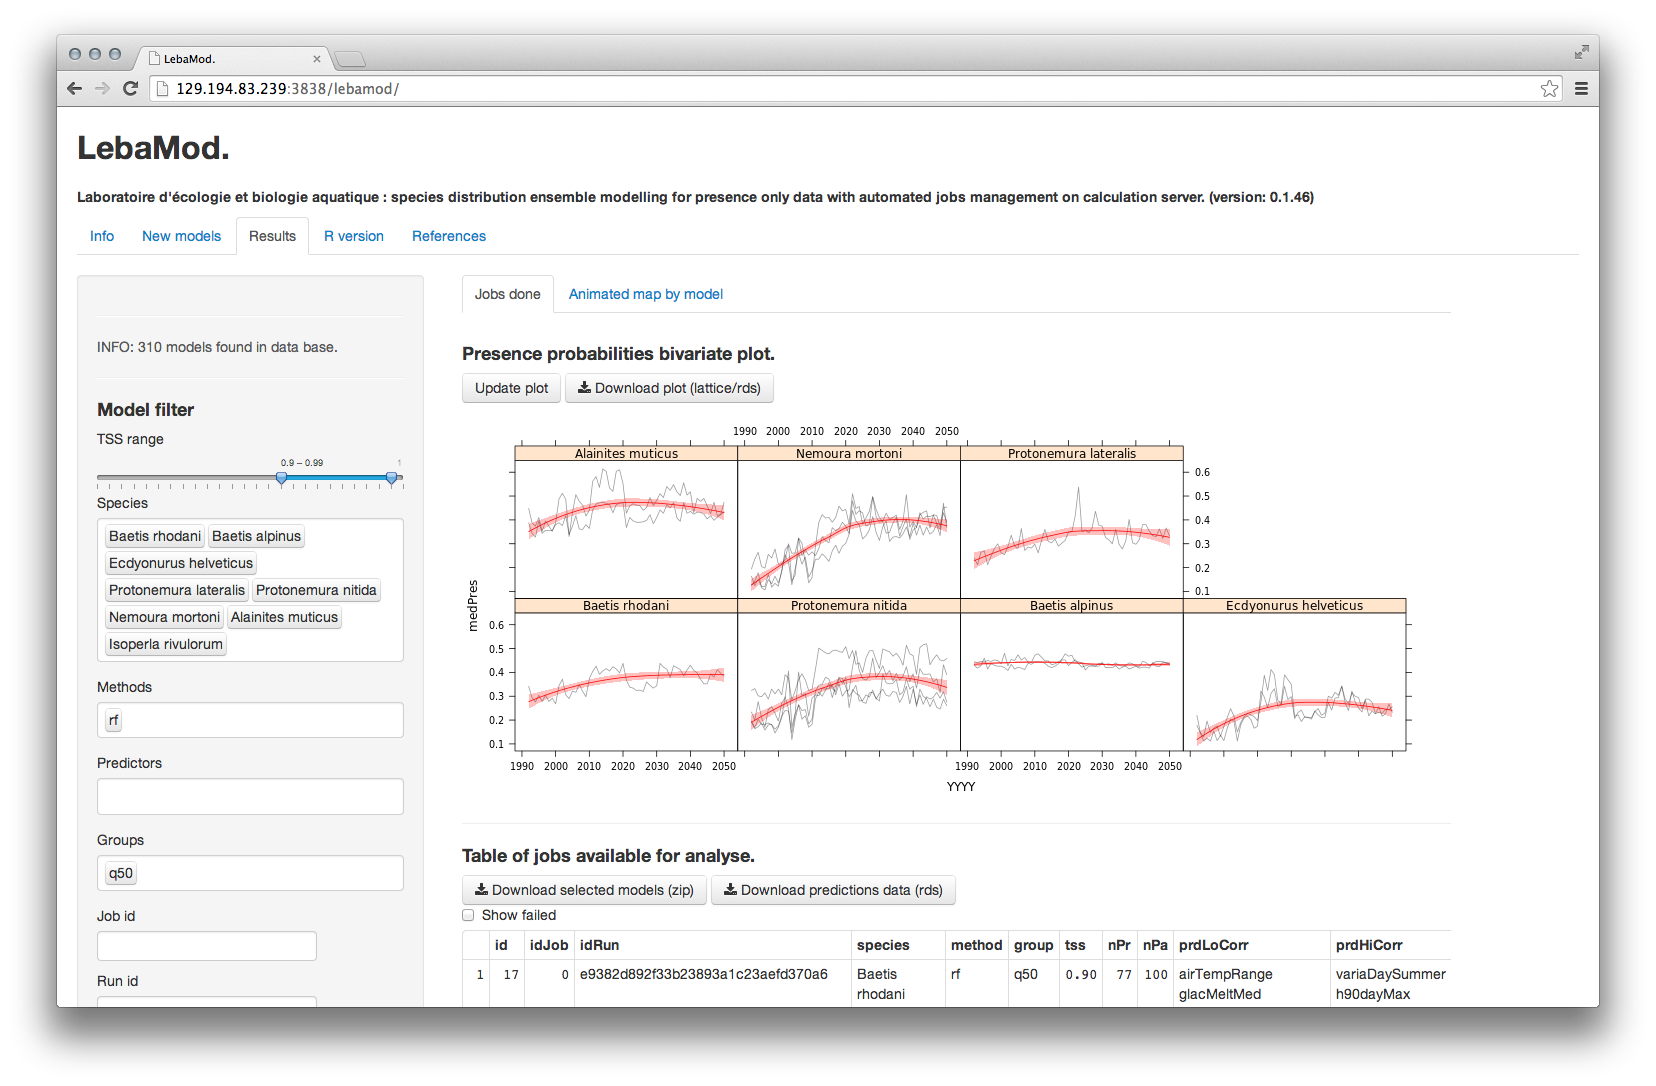 LebaMod.
129.194.83.239:3838/lebamod/
LebaMod.
Laboratoire d'écologie et biologie aquatique : species distribution ensemble modelling for presence only data with automated jobs management on calculation server. (version: 0.1.46)
Info New models Results R version References
INFO: 310 models found in data base.
Model filter
TSS range
0.9 – 0.99 1
Species
Baetis rhodani Baetis alpinus
Ecdyonurus helveticus
Protonemura lateralis Protonemura nitida
Nemoura mortoni Alainites muticus
Isoperla rivulorum
Methods
rf
Predictors
Groups
q50
Job id
Run id
Jobs done Animated map by model
Presence probabilities bivariate plot.
Update plot Download plot (lattice/rds)
1990 2000 2010 2020 2030 2040 2050
Alainites muticus Nemoura mortoni Protonemura lateralis
0.6
0.5
0.4
0.3
0.2
0.1
medPres
Baetis rhodani Protonemura nitida Baetis alpinus Ecdyonurus helveticus
0.6
0.5
0.4
0.3
0.2
0.1
1990 2000 2010 2020 2030 2040 2050 1990 2000 2010 2020 2030 2040 2050
YYYY
Table of jobs available for analyse.
Download selected models (zip) Download predictions data (rds)
Show failed
id idJob idRun species method group tss nPr nPa prdLoCorr prdHiCorr
1 17 0 e9382d892f33b23893a1c23aefd370a6 Baetis rf q50 0.90 77 100 airTempRange variaDaySummer
rhodani glacMeltMed h90dayMax